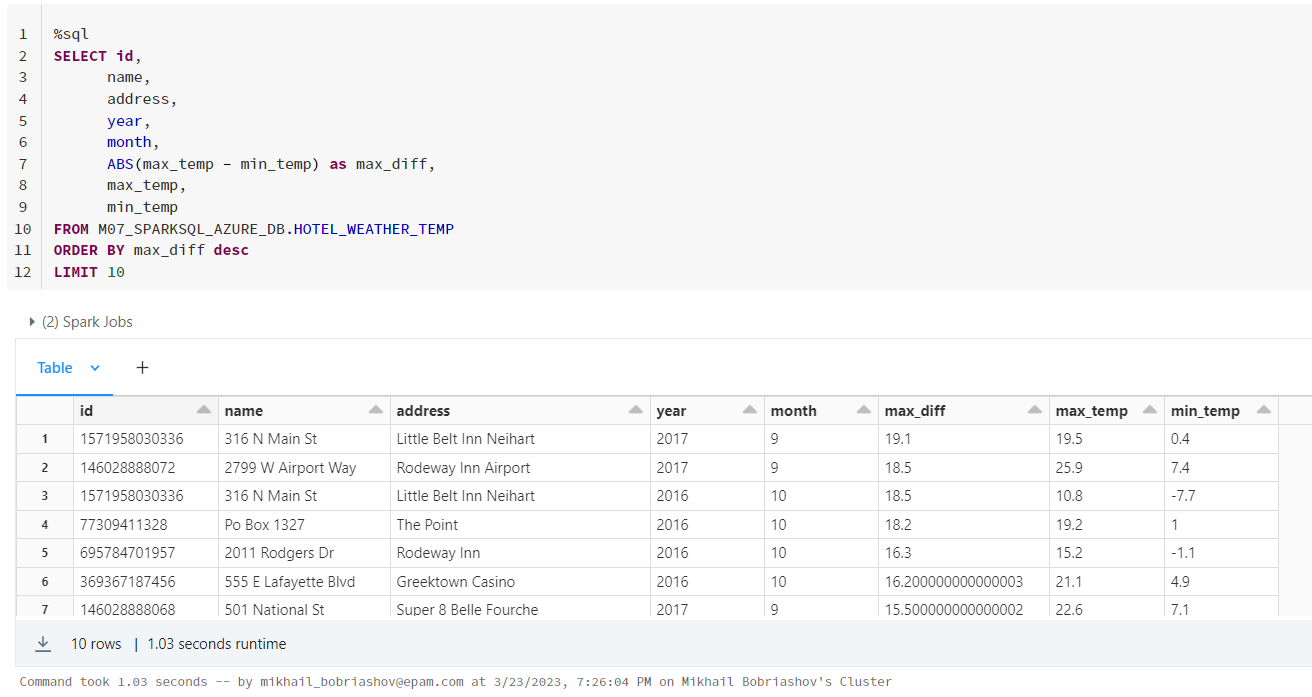 1 %sql
2 SELECT id,
3 name,
4 address,
5 year,
6 month,
7 ABS(max_temp - min_temp) as max_diff,
8 max_temp,
9 min_temp
10 FROM M07_SPARKSQL_AZURE_DB.HOTEL_WEATHER_TEMP
11 ORDER BY max_diff desc
12 LIMIT 10
(2) Spark Jobs
Table +
id name address year month max_diff max_temp min_temp
1 1571958030336 316 N Main St Little Belt Inn Neihart 2017 9 19.1 19.5 0.4
2 146028888072 2799 W Airport Way Rodeway Inn Airport 2017 9 18.5 25.9 7.4
3 1571958030336 316 N Main St Little Belt Inn Neihart 2016 10 18.5 10.8 -7.7
4 77309411328 Po Box 1327 The Point 2016 10 18.2 19.2 1
5 695784701957 2011 Rodgers Dr Rodeway Inn 2016 10 16.3 15.2 -1.1
6 369367187456 555 E Lafayette Blvd Greektown Casino 2016 10 16.200000000000003 21.1 4.9
7 146028888068 501 National St Super 8 Belle Fourche 2017 9 15.500000000000002 22.6 7.1
10 rows | 1.03 seconds runtime
Command took 1.03 seconds -- by mikhail_bobriashov@epam.com at 3/23/2023, 7:26:04 PM on Mikhail Bobriashov's Cluster